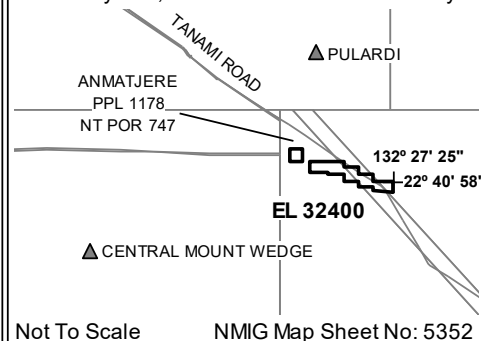 TANAMI ROAD
PULARDI
ANMATJERE
PPL 1178
NT POR 747
132° 27' 25"
22° 40' 58"
EL 32400
CENTRAL MOUNT WEDGE
Not To Scale
NMIG Map Sheet No: 5352